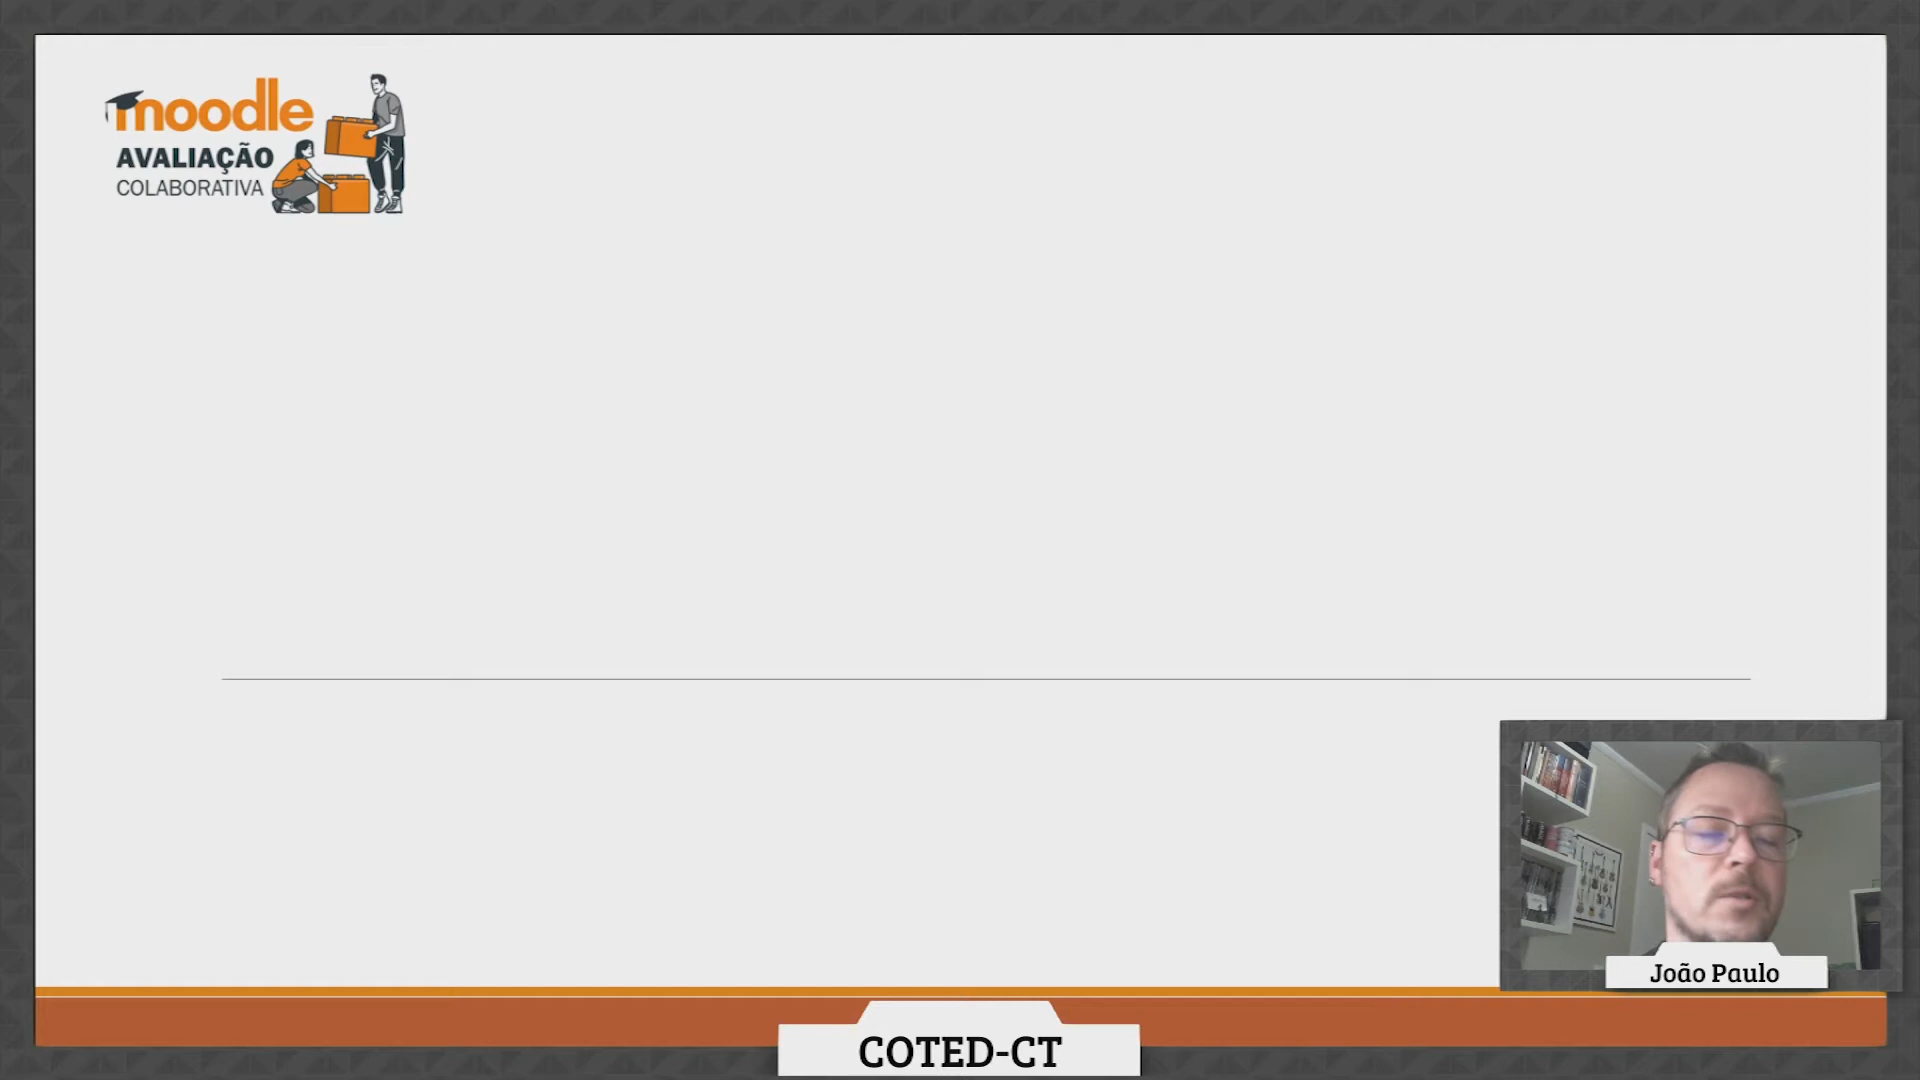 moodle
AVALIAÇÃO
COLABORATIVA
João Paulo
COTED-CT